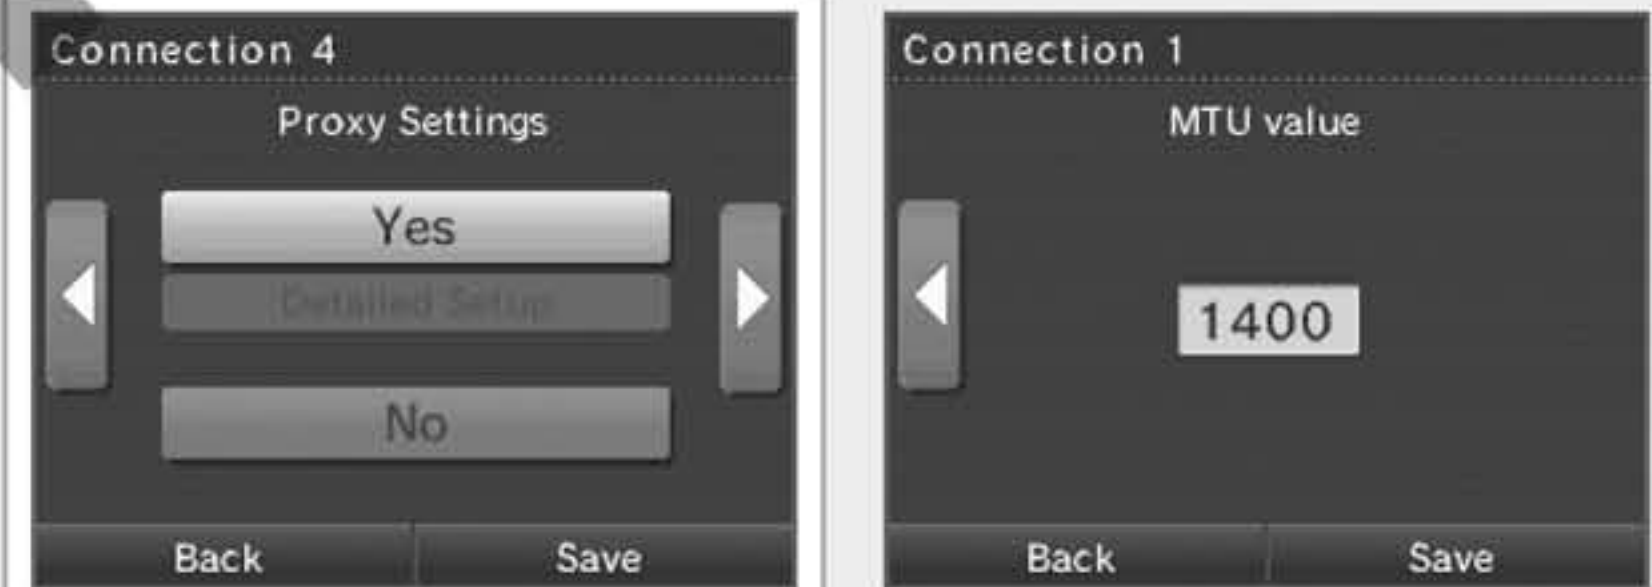 Connection 4
Proxy Settings
Yes
Detailed Setup
No
Back Save
Connection 1
MTU value
1400
Back Save